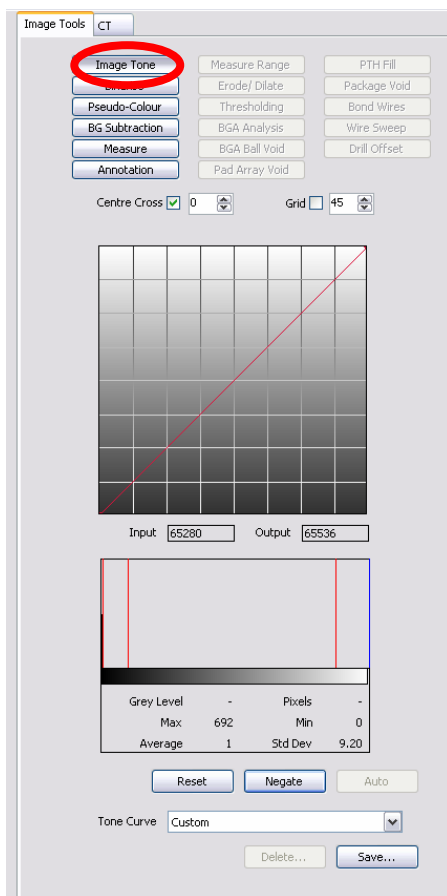 Image Tools CT
Image Tone Measure Range PTH Fill
Erode/ Dilate Package Void
Pseudo-Colour Thresholding Bond Wires
BG Subtraction BGA Analysis Wire Sweep
Measure BGA Ball Void Drill Offset
Annotation Pad Array Void
Centre Cross 0 Grid 45
Input 65280 Output 65536
Grey Level - Pixels -
Max 692 Min 0
Average 1 Std Dev 9.20
Reset Negate Auto
Tone Curve Custom
Delete... Save...